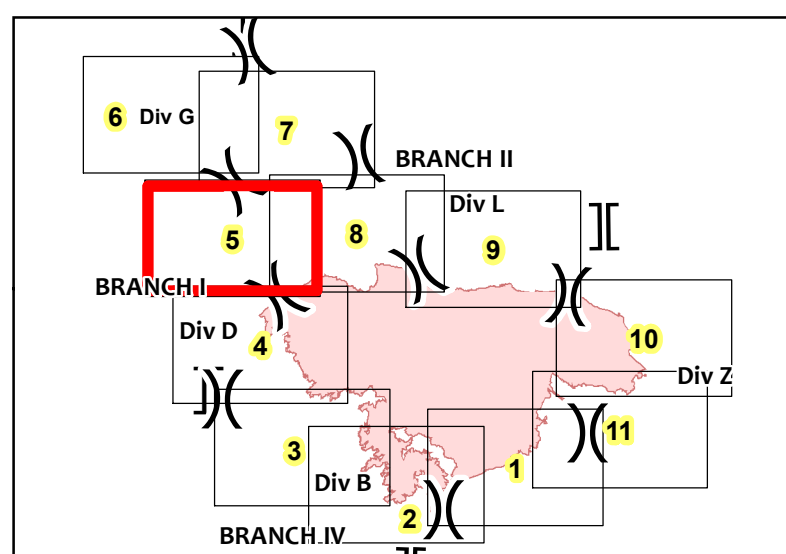 6
Div G
7
BRANCH II
Div L
5
8
9
BRANCH I
Div D
4
10
Div Z
3
11
1
Div B
2
BRANCH IV